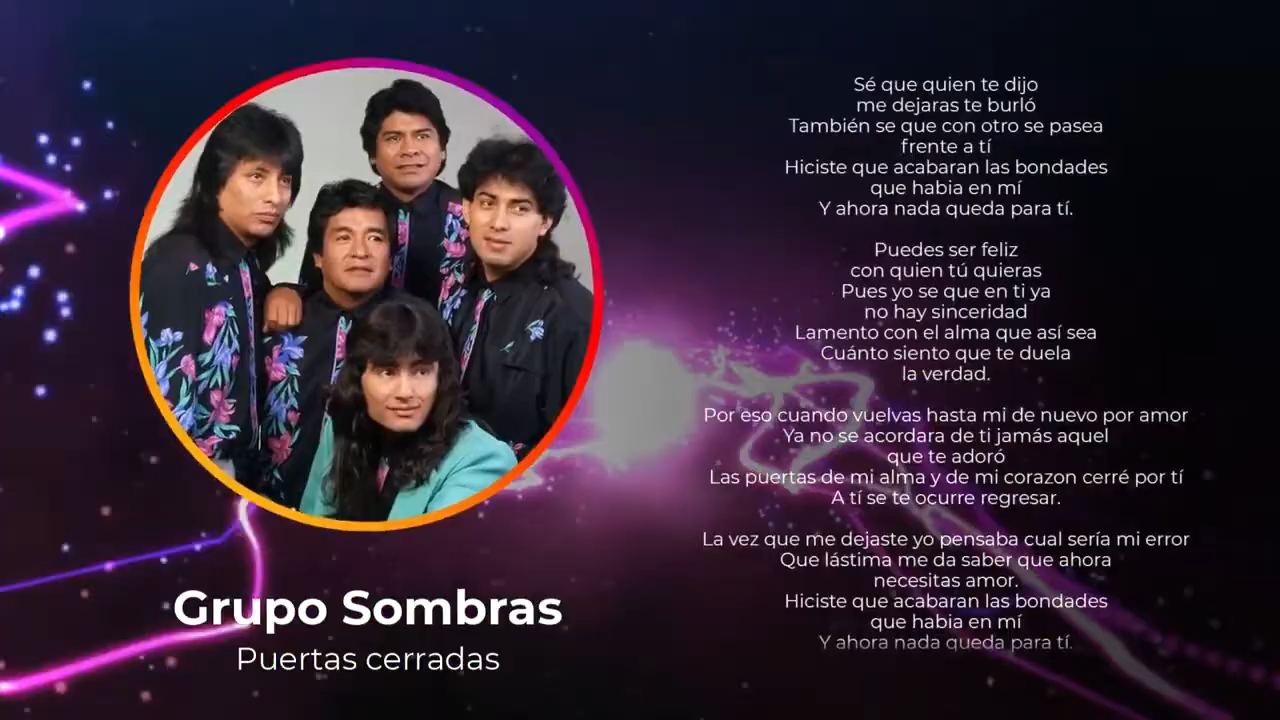 Sé que quien te dijo
me dejaras te burló
También se que con otro se pasea
frente a tí
Hiciste que acabaran las bondades
que habia en mí
Y ahora nada queda para tí.
Puedes ser feliz
con quien tú quieras
Pues yo se que en ti ya
no hay sinceridad
Lamento con el alma que así sea
Cuánto siento que te duela
la verdad.
Por eso cuando vuelvas hasta mi de nuevo por amor
Ya no se acordara de ti jamás aquel
que te adoró
Las puertas de mi alma y de mi corazon cerré por tí
A tí se te ocurre regresar.
La vez que me dejaste yo pensaba cual sería mi error
Que lástima me da saber que ahora
necesitas amor.
Hiciste que acabaran las bondades
que habia en mí
Y ahora nada queda para tí.
Grupo Sombras
Puertas cerradas